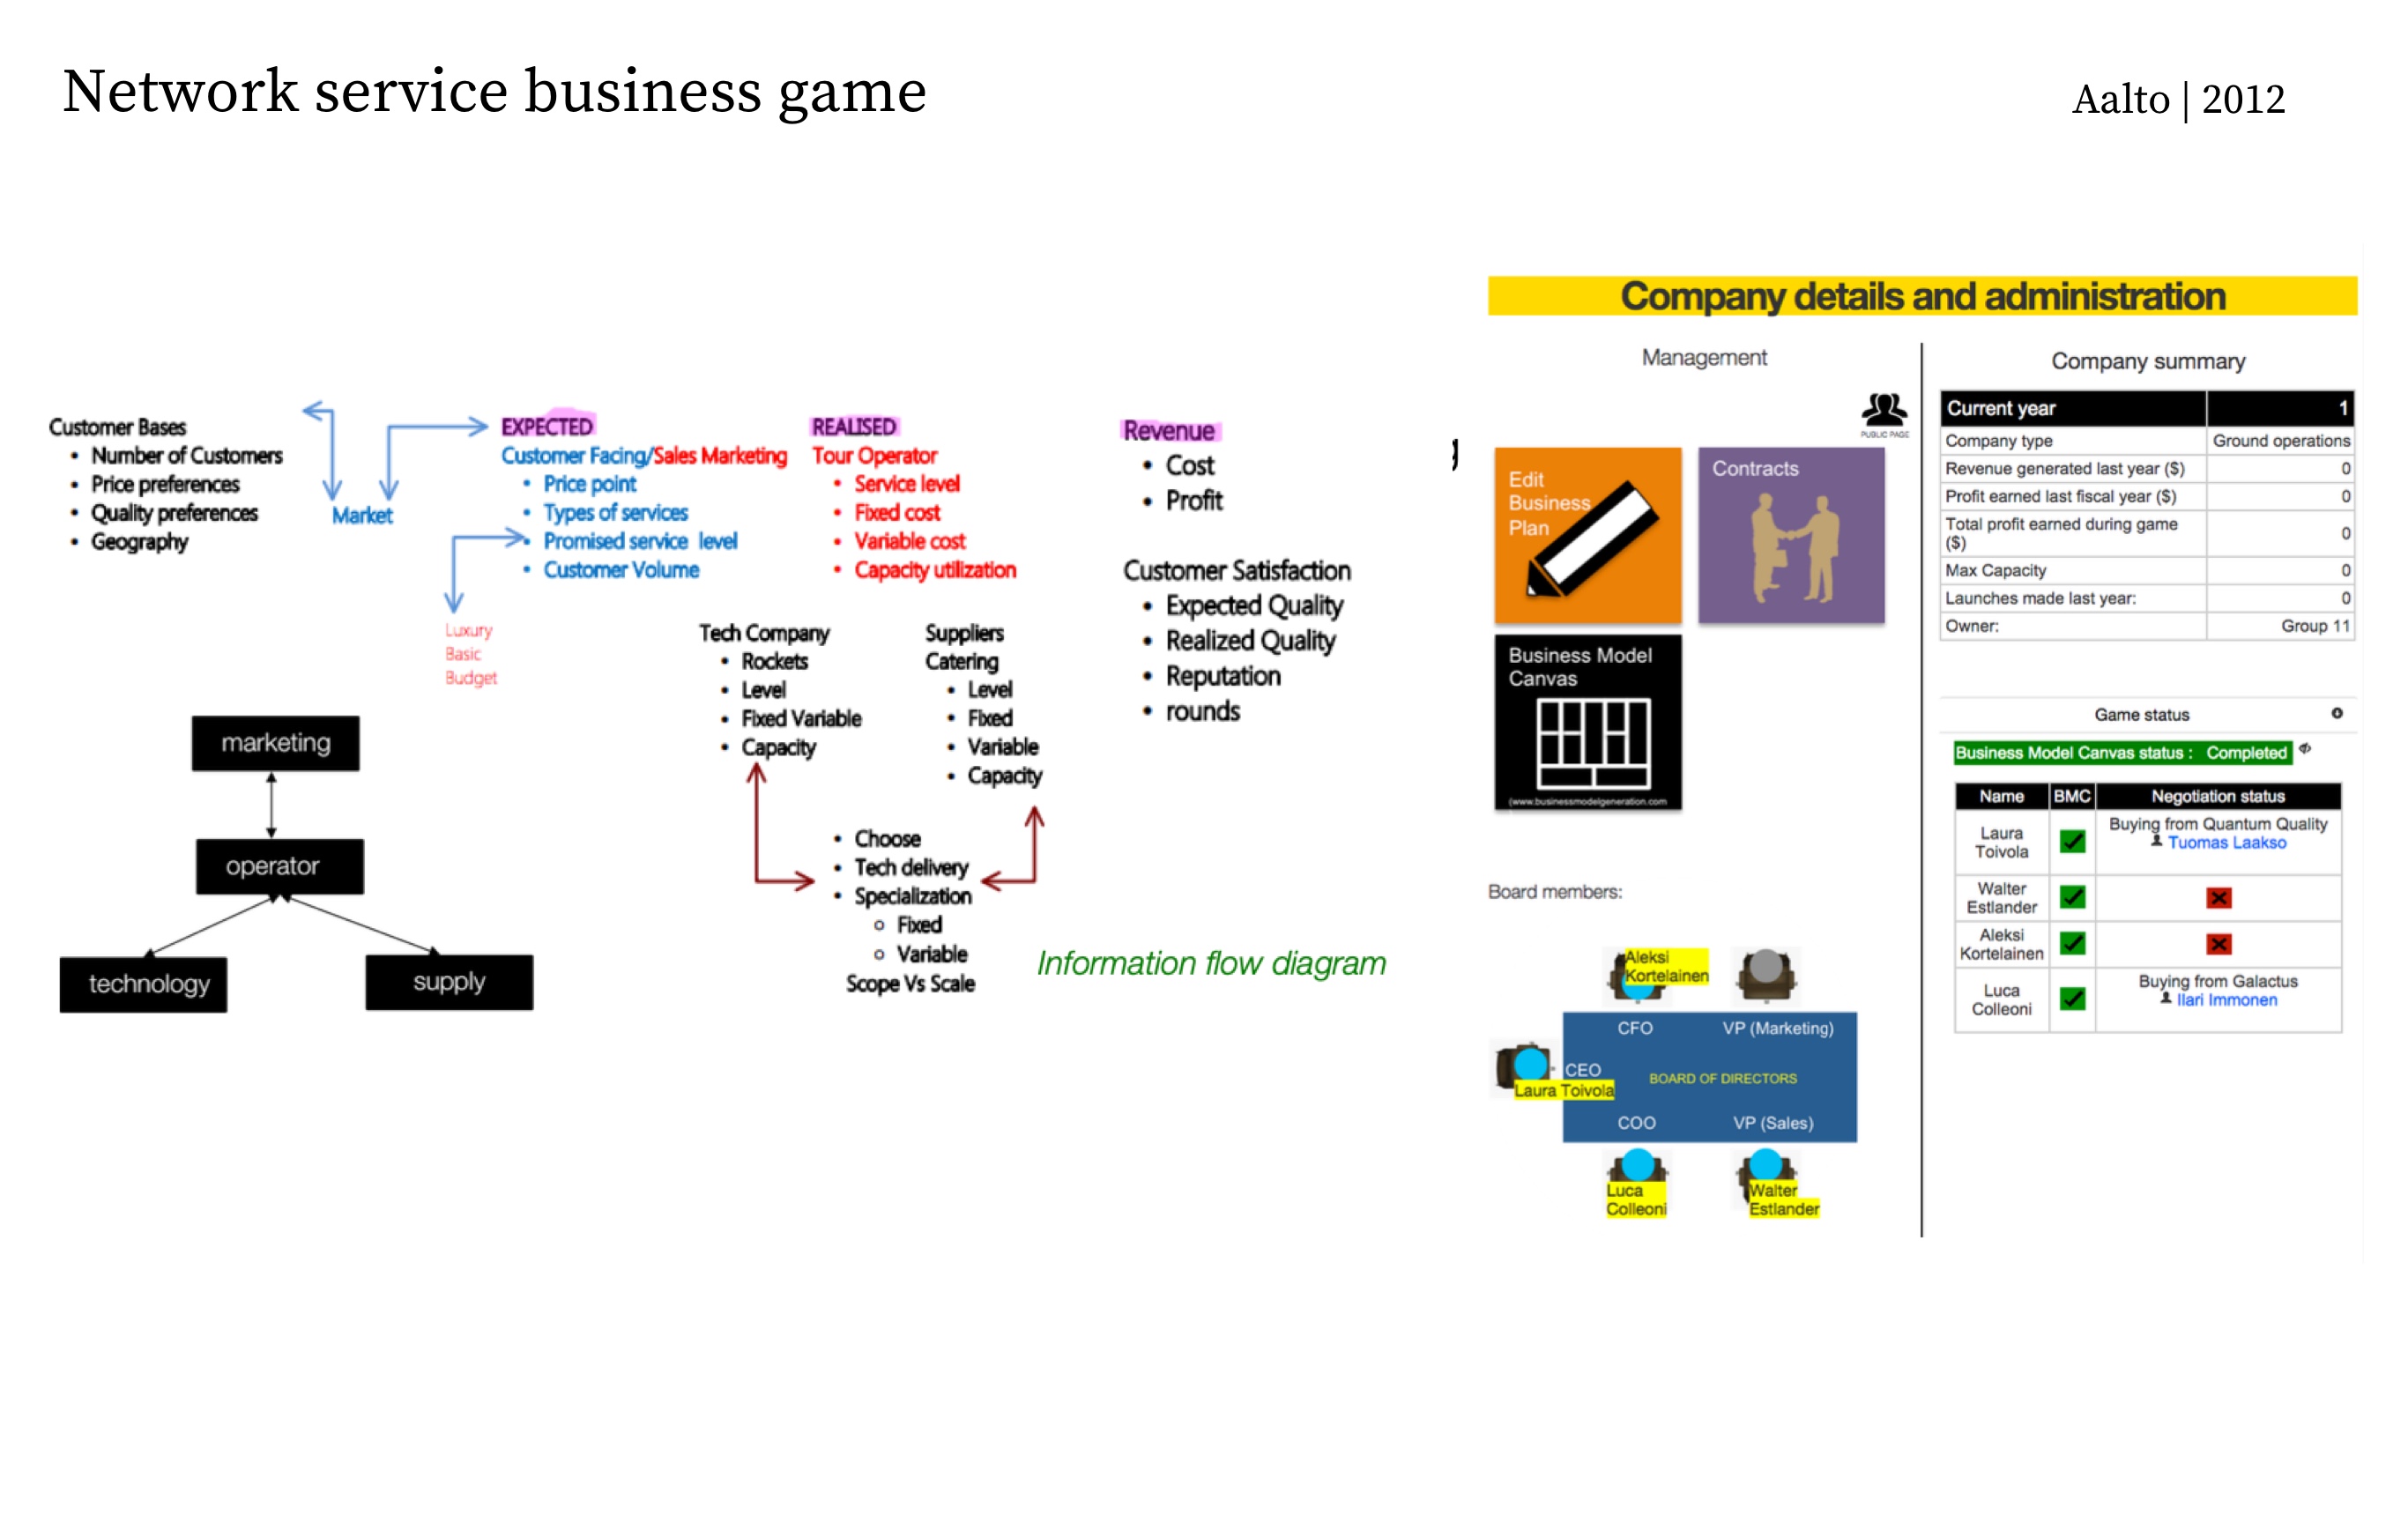 Network service business game
Aalto | 2012
Customer Bases
• Number of Customers
• Price preferences
• Quality preferences
• Geography
Market
EXPECTED
Customer Facing/Sales Marketing
• Price point
• Types of services
• Promised service level
• Customer Volume
Luxury
Basic
Budget
REALISED
Tour Operator
• Service level
• Fixed cost
• Variable cost
• Capacity utilization
Revenue
• Cost
• Profit
Customer Satisfaction
• Expected Quality
• Realized Quality
• Reputation
• rounds
Tech Company
• Rockets
• Level
• Fixed Variable
• Capacity
Suppliers
Catering
• Level
• Fixed
• Variable
• Capacity
• Choose
• Tech delivery
• Specialization
○ Fixed
○ Variable
Scope Vs Scale
marketing
operator
technology
supply
Information flow diagram
Company details and administration
Management
PUBLIC PAGE
Edit
Business
Plan
Contracts
Business Model
Canvas
(www.businessmodelgeneration.com
Board members:
Aleksi
Kortelainen
CFO
VP (Marketing)
CEO
Laura Toivola
BOARD OF DIRECTORS
COO
VP (Sales)
Luca
Colleoni
Walter
Estlander
Company summary
Current year 1
Company type Ground operations
Revenue generated last year ($) 0
Profit earned last fiscal year ($) 0
Total profit earned during game
($) 0
Max Capacity 0
Launches made last year: 0
Owner: Group 11
Game status
Business Model Canvas status : Completed
Name BMC Negotiation status
Laura
Toivola
Buying from Quantum Quality
Tuomas Laakso
Walter
Estlander
Aleksi
Kortelainen
Luca
Colleoni
Buying from Galactus
Ilari Immonen